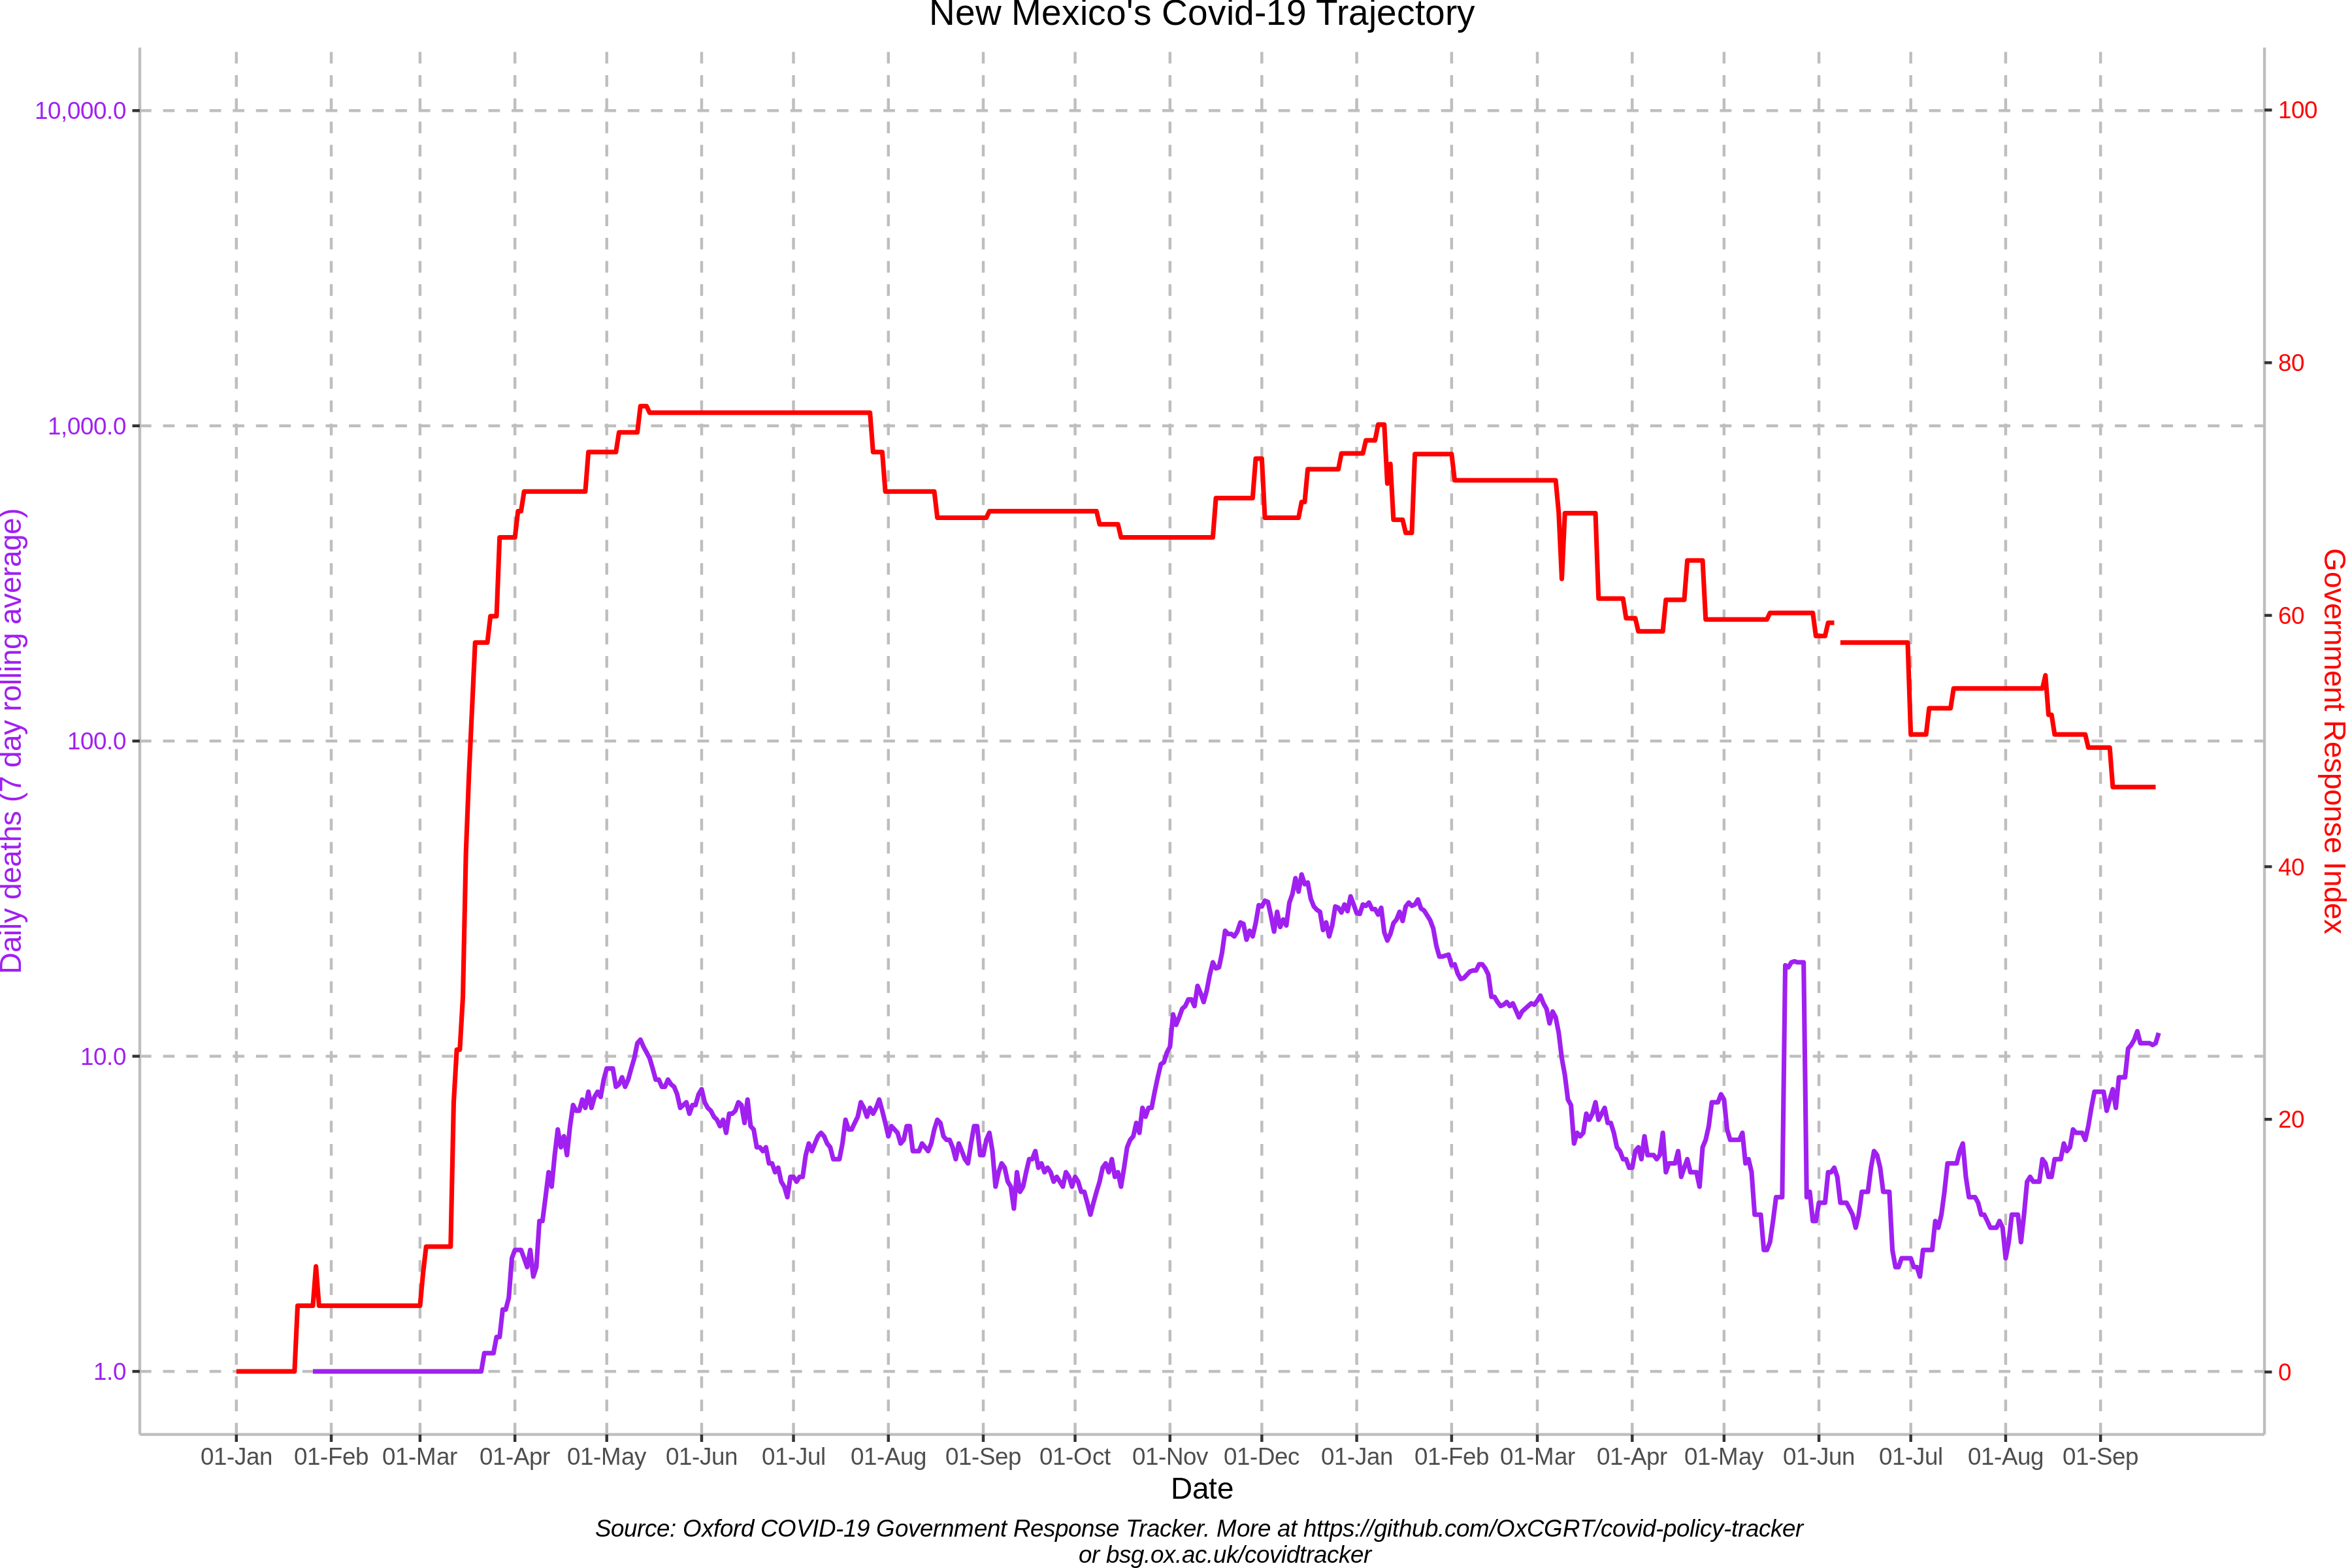 New Mexico's Covid-19 Trajectory
10,000.0
1,000.0
100.0
10.0
1.0
Daily deaths (7 day rolling average)
100
80
60
40
20
0
Government Response Index
01-Jan 01-Feb 01-Mar 01-Apr 01-May 01-Jun 01-Jul 01-Aug 01-Sep 01-Oct 01-Nov 01-Dec 01-Jan 01-Feb 01-Mar 01-Apr 01-May 01-Jun 01-Jul 01-Aug 01-Sep
Date
Source: Oxford COVID-19 Government Response Tracker. More at https://github.com/OxCGRT/covid-policy-tracker
or bsg.ox.ac.uk/covidtracker